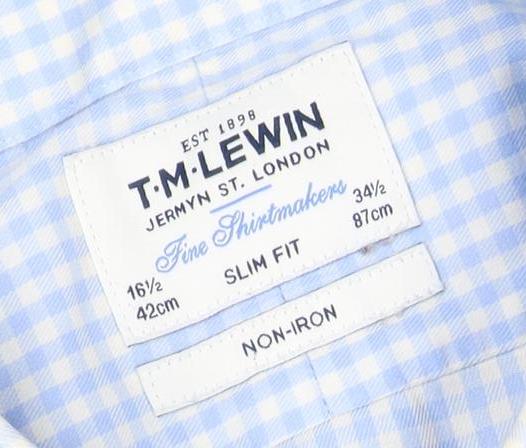 EST 1898
T·M·LEWIN
JERMYN ST. LONDON
Fine Shirtmakers
16½ 34½
42cm 87cm
SLIM FIT
NON-IRON